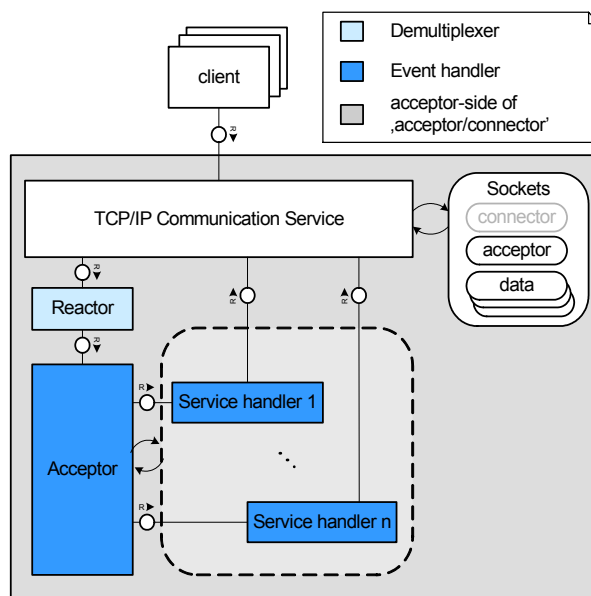 client
Demultiplexer
Event handler
acceptor-side of
‚acceptor/connector'
R
TCP/IP Communication Service
Sockets
connector
acceptor
data
R
R
R
Reactor
R
Acceptor
R
Service handler 1
. . .
R
Service handler n